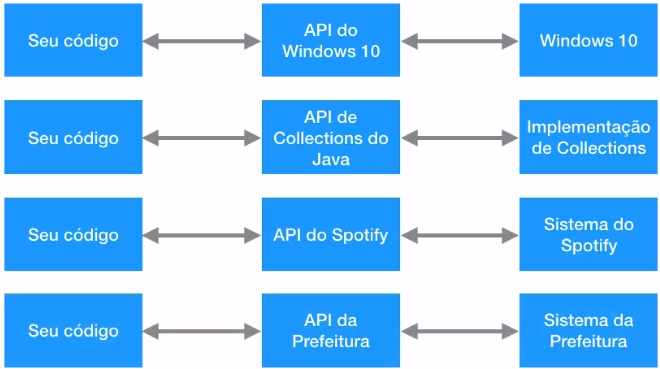 Seu código
API do
Windows 10
Windows 10
Seu código
API de
Collections do
Java
Implementação
de Collections
Seu código
API do Spotify
Sistema do
Spotify
Seu código
API da
Prefeitura
Sistema da
Prefeitura